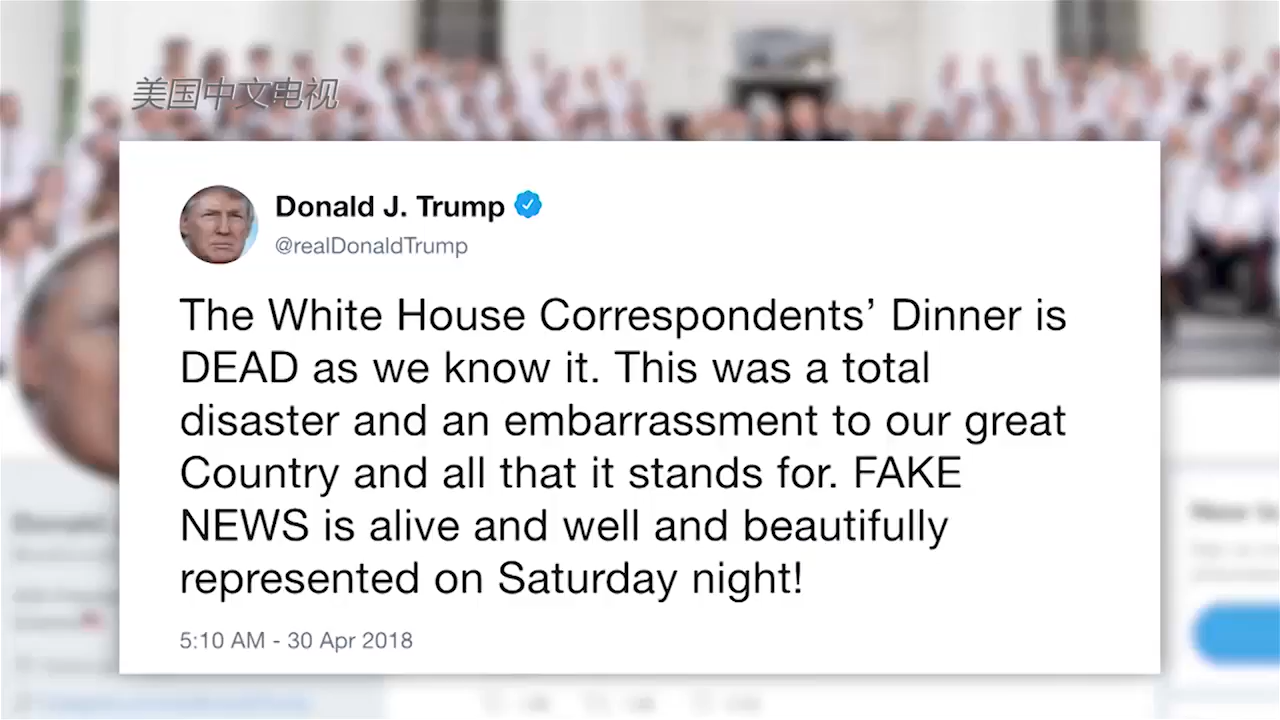 美国中文电视
Donald J. Trump
@realDonaldTrump
The White House Correspondents’ Dinner is
DEAD as we know it. This was a total
disaster and an embarrassment to our great
Country and all that it stands for. FAKE
NEWS is alive and well and beautifully
represented on Saturday night!
5:10 AM - 30 Apr 2018